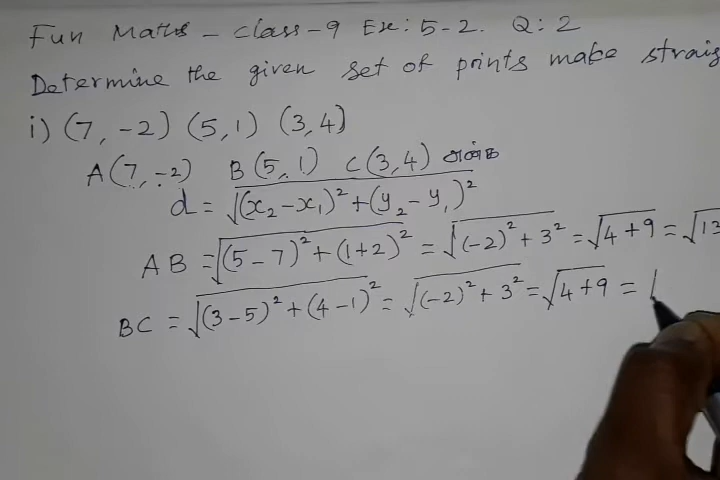 Fun Maths - class-9 Ex: 5-2. Q: 2
Determine the given set of points make straig
i) (7, -2) (5, 1) (3, 4)
A(7, -2) B(5, 1) C(3, 4) என்க
d = √(x₂-x₁)² + (y₂-y₁)²
AB = √(5-7)² + (1+2)² = √(-2)² + 3² = √4+9 = √13
BC = √(3-5)² + (4-1)² = √(-2)² + 3² = √4+9 =